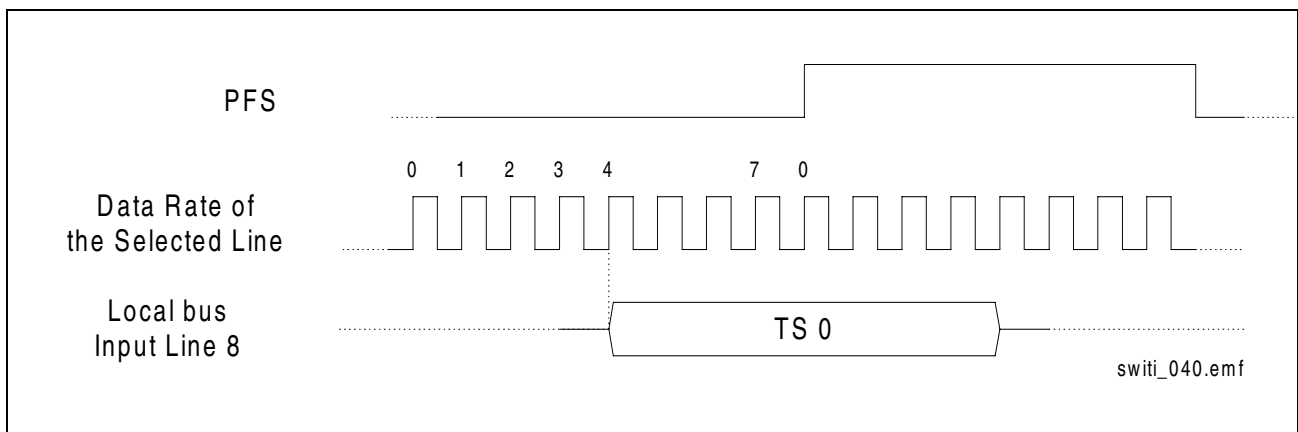 PFS
0 1 2 3 4 7 0
Data Rate of
the Selected Line
Local bus
Input Line 8
TS 0
switi_040.emf